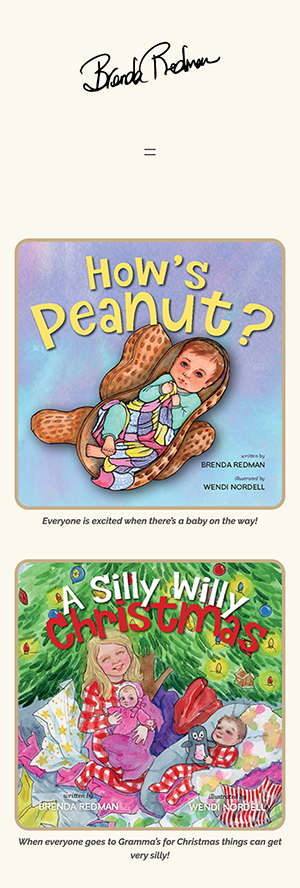 Brenda Redman
How's
Peanut?
written by
BRENDA REDMAN
illustrated by
WENDI NORDELL
Everyone is excited when there's a baby on the way!
A Silly Willy
Christmas
written by
BRENDA REDMAN
illustrated by
WENDI NORDELL
When everyone goes to Gramma's for Christmas things can get
very silly!